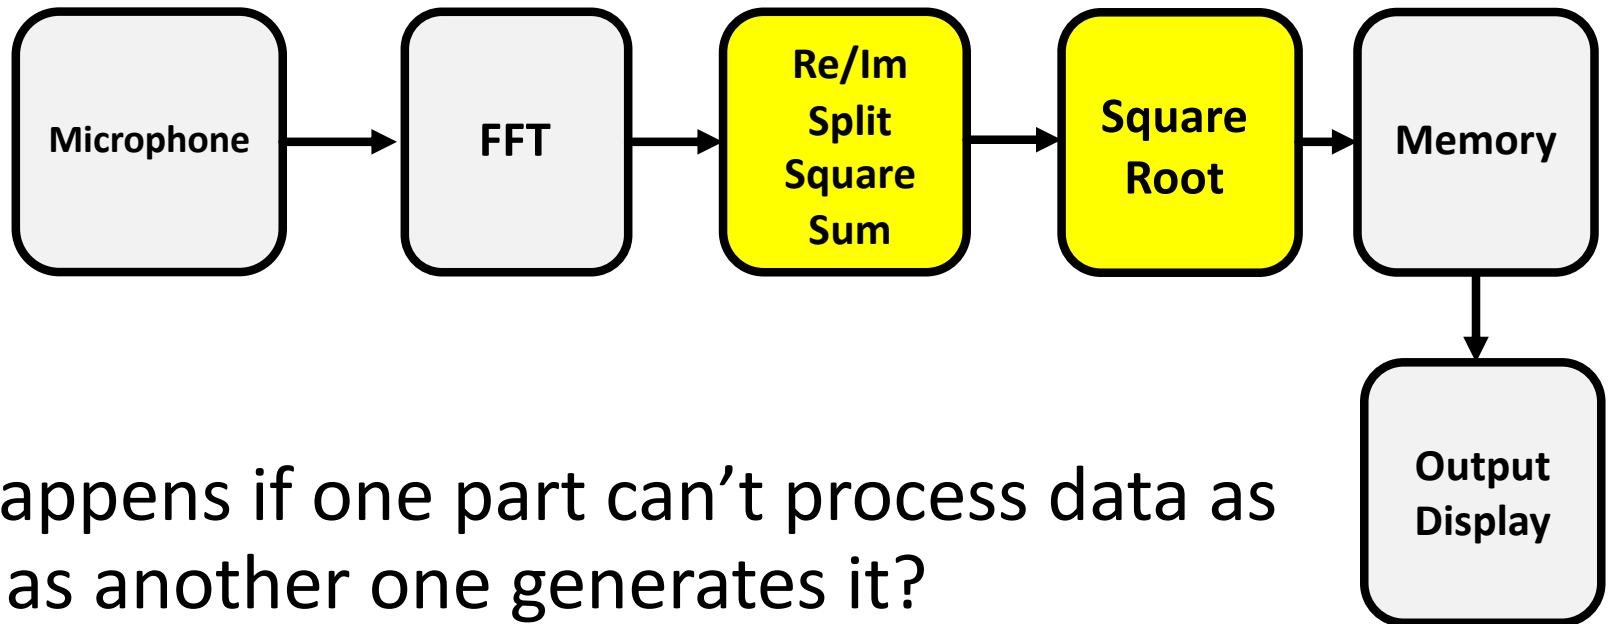 Microphone
FFT
Re/Im
Split
Square
Sum
Square
Root
Memory
Output
Display
appens if one part can’t process data as
as another one generates it?